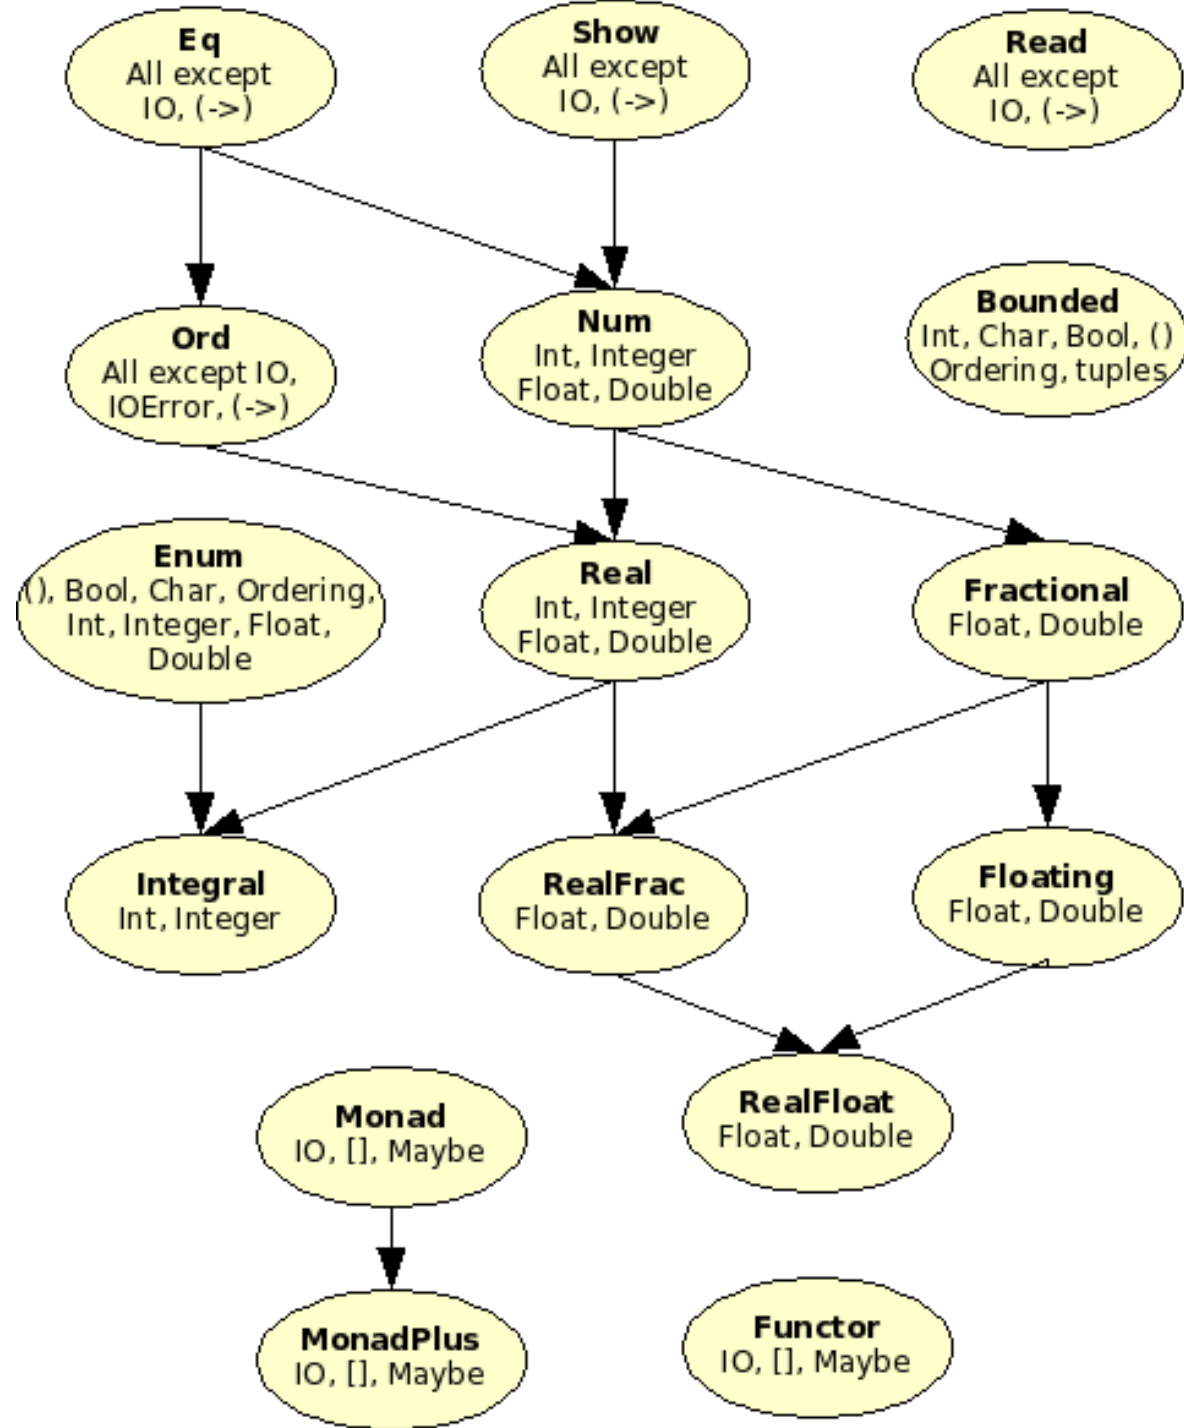 Eq
All except
IO, (->)
Show
All except
IO, (->)
Read
All except
IO, (->)
Ord
All except IO,
IOError, (->)
Num
Int, Integer
Float, Double
Bounded
Int, Char, Bool, ()
Ordering, tuples
Enum
(), Bool, Char, Ordering,
Int, Integer, Float,
Double
Real
Int, Integer
Float, Double
Fractional
Float, Double
Integral
Int, Integer
RealFrac
Float, Double
Floating
Float, Double
Monad
IO, [], Maybe
RealFloat
Float, Double
MonadPlus
IO, [], Maybe
Functor
IO, [], Maybe